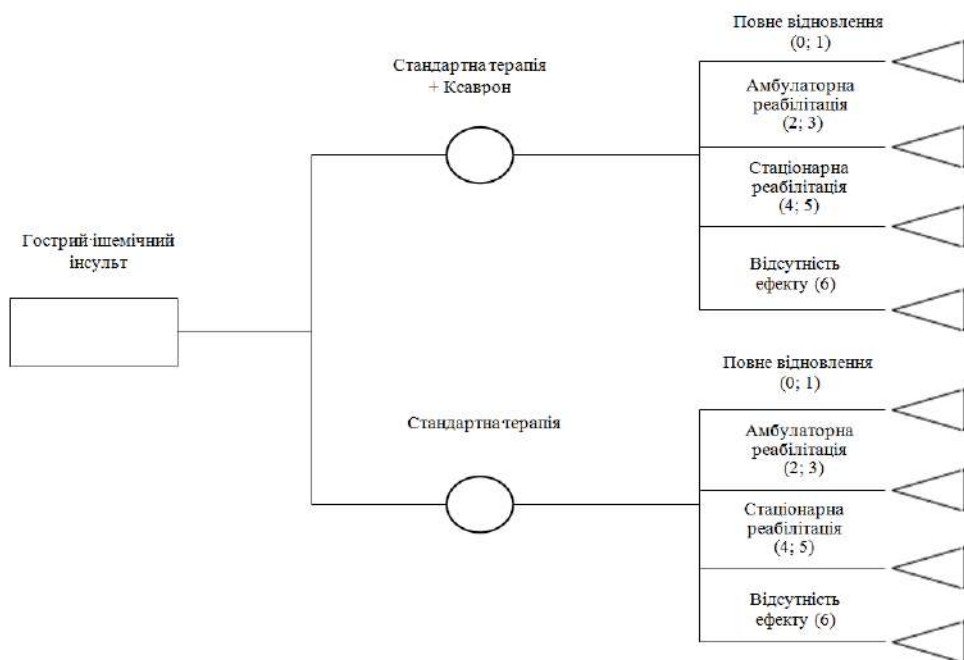 Гострий ішемічний
інсульт
Стандартна терапія
+ Ксаврон
Повне відновлення
(0; 1)
Амбулаторна
реабілітація
(2; 3)
Стаціонарна
реабілітація
(4; 5)
Відсутність
ефекту (6)
Стандартна терапія
Повне відновлення
(0; 1)
Амбулаторна
реабілітація
(2; 3)
Стаціонарна
реабілітація
(4; 5)
Відсутність
ефекту (6)